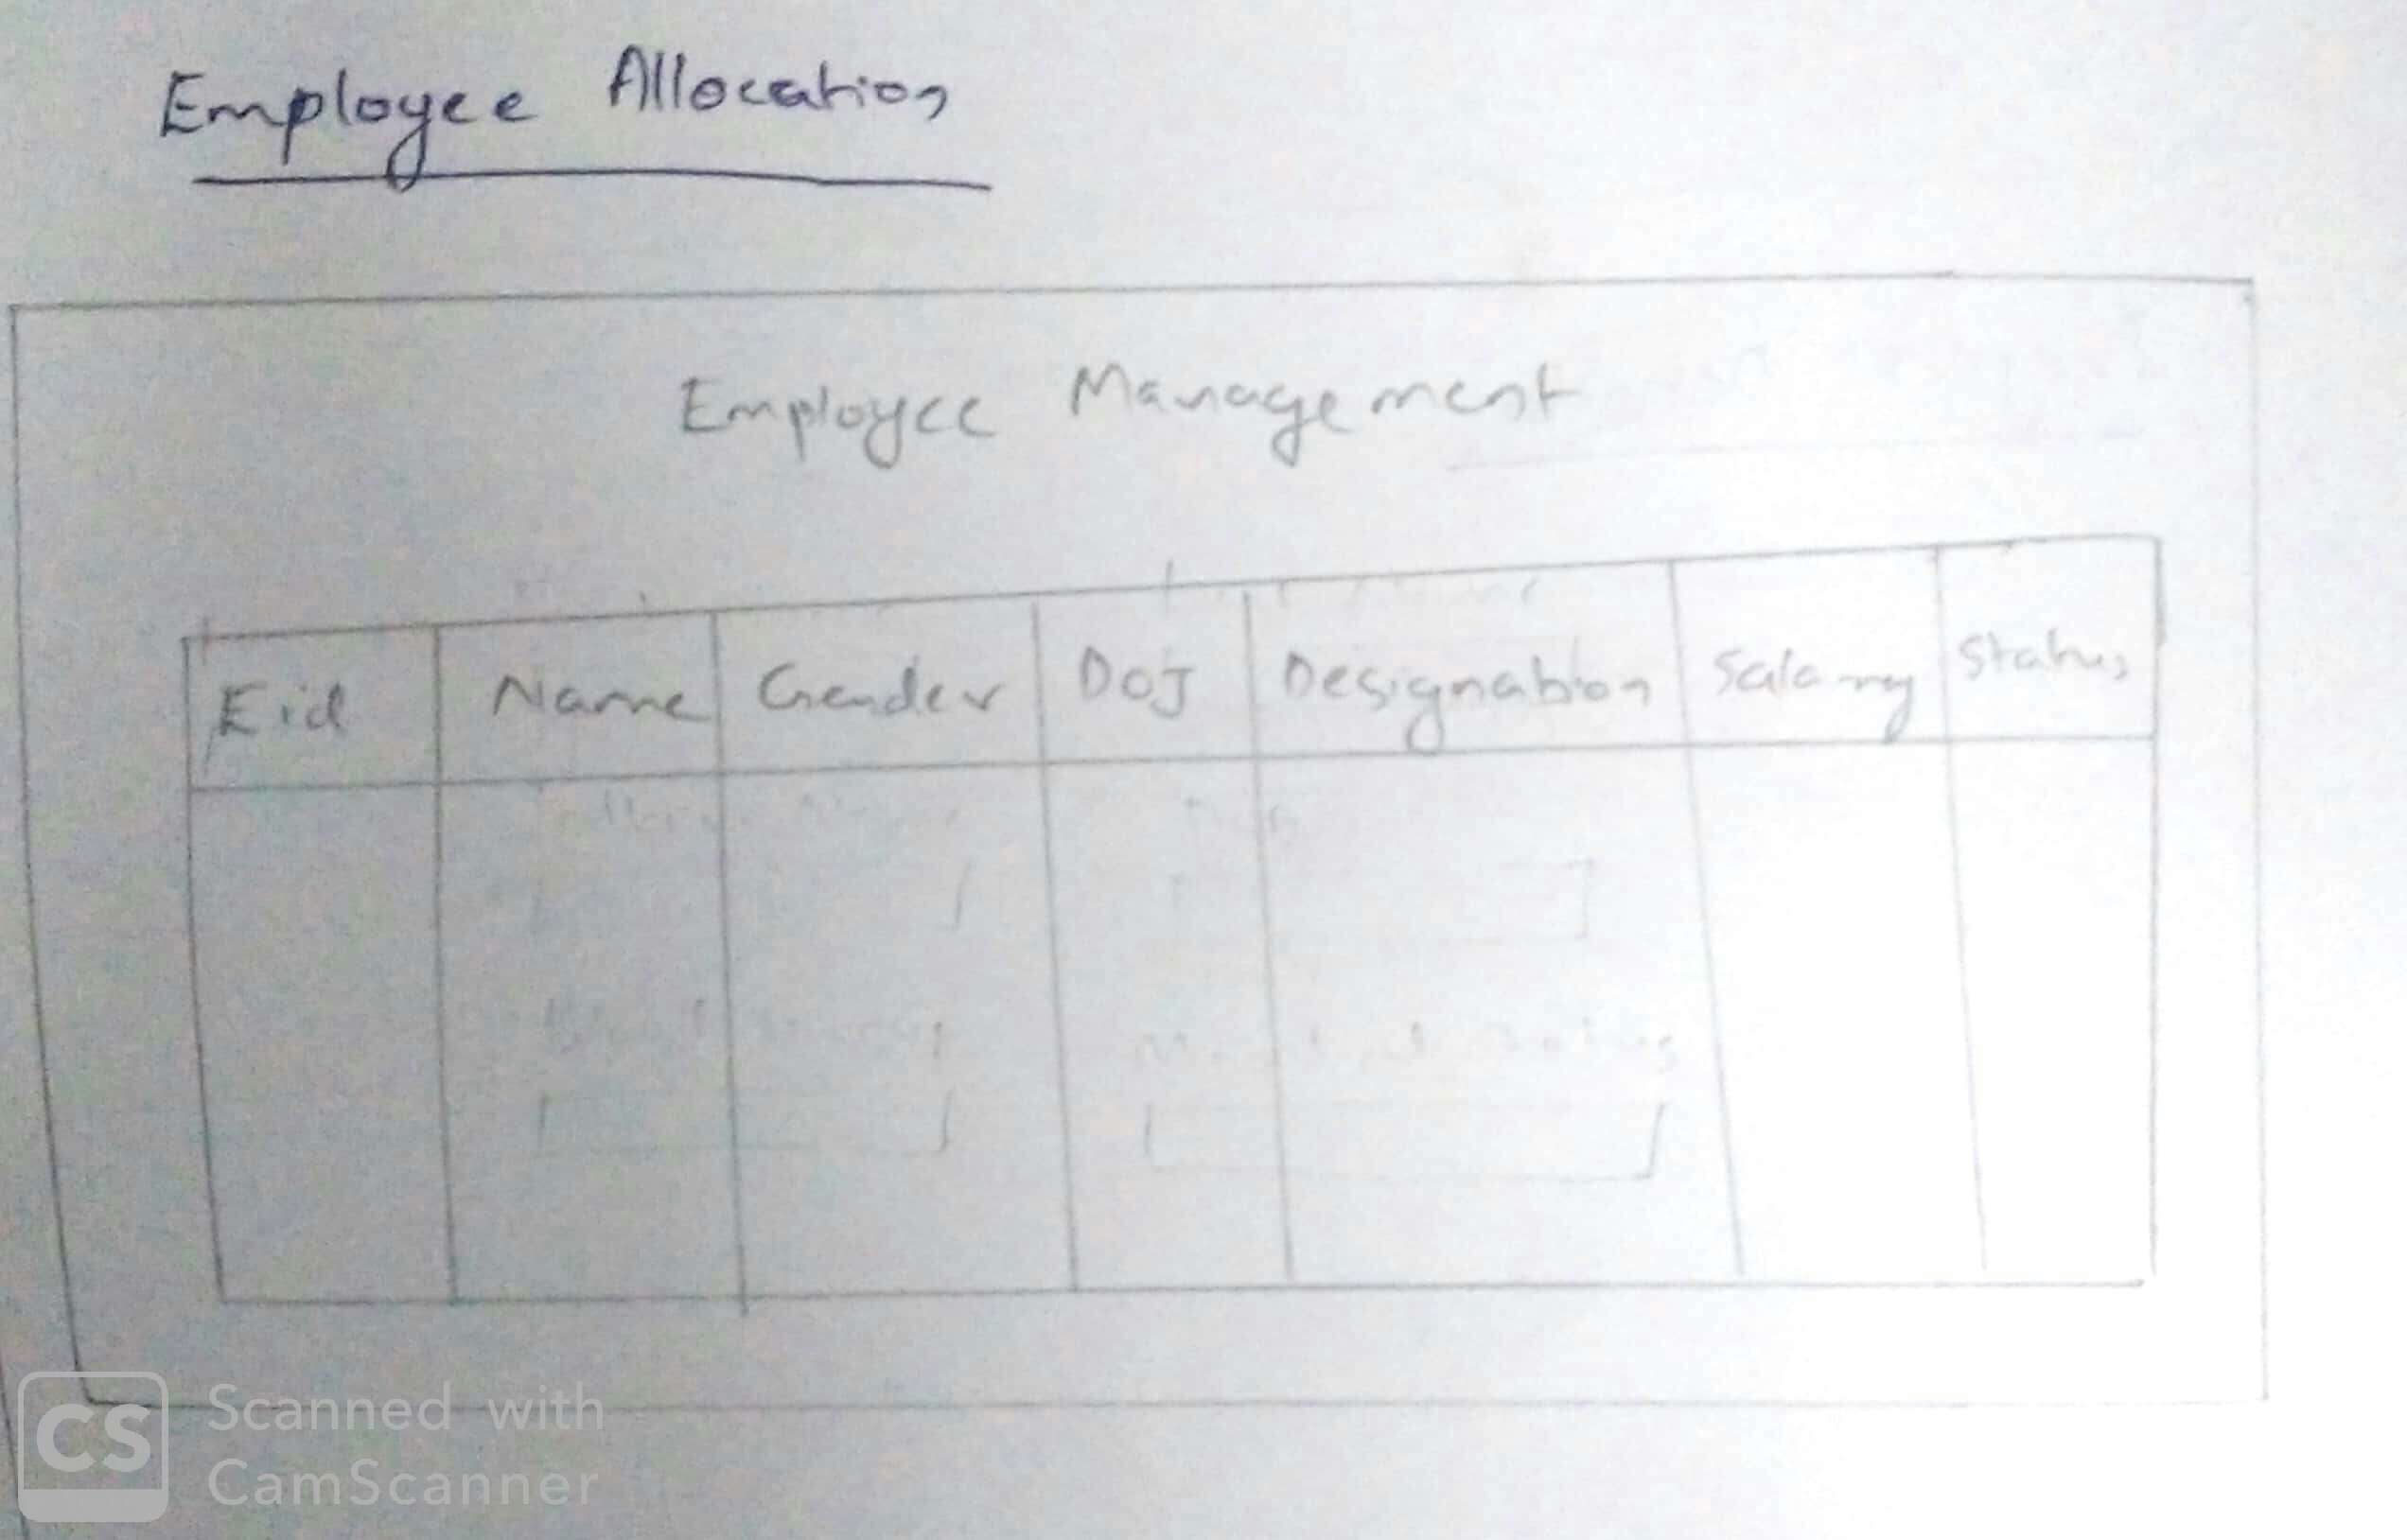 Employee Allocation
Employee Management
Eid Name Gender DOJ Designation Salary Status
CS Scanned with
CamScanner